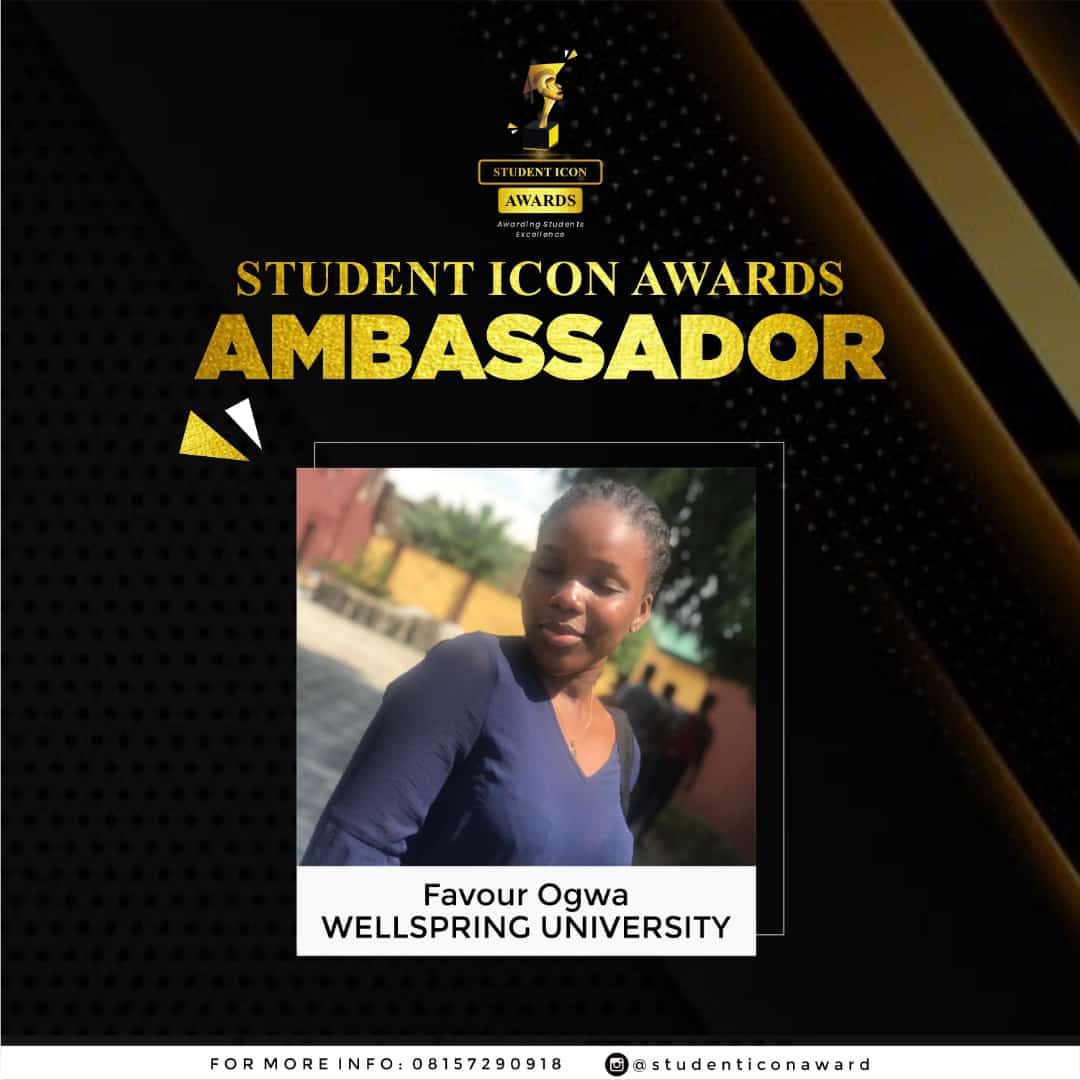 STUDENT ICON
AWARDS
Awarding Students
Excellence
STUDENT ICON AWARDS
AMBASSADOR
Favour Ogwa
WELLSPRING UNIVERSITY
FOR MORE INFO: 08157290918 @studenticonaward